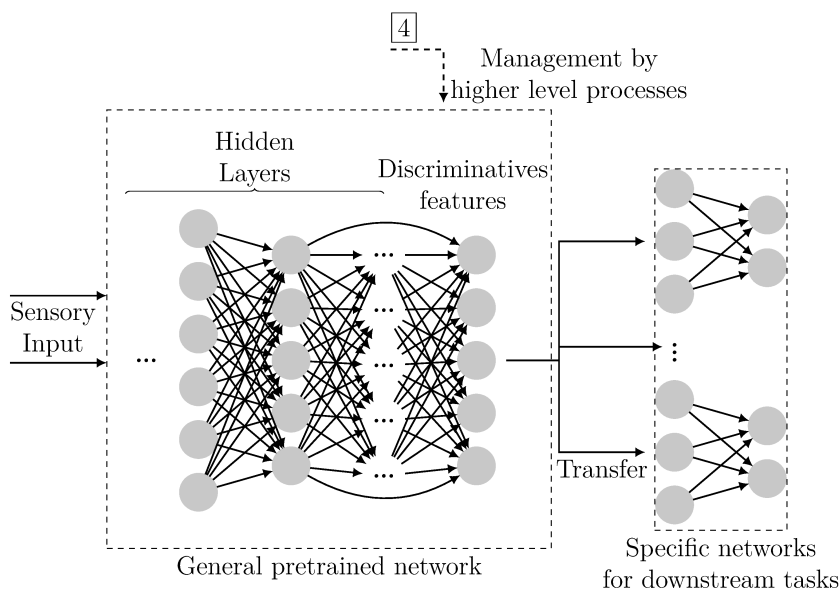 4
Management by
higher level processes
Hidden
Layers
Discriminatives
features
Sensory
Input
...
...
...
...
...
...
...
Transfer
General pretrained network
Specific networks
for downstream tasks